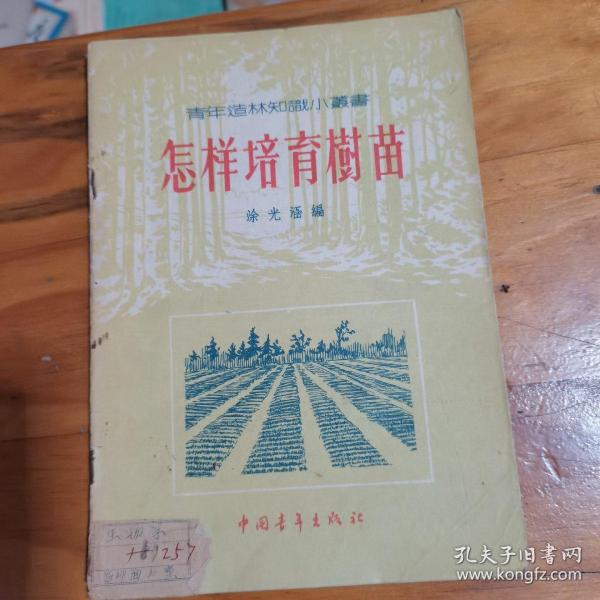 青年造林知識小叢書
怎样培育樹苗
涂光涵編
中国青年出版社
257
孔夫子旧书网
www.kongfz.com